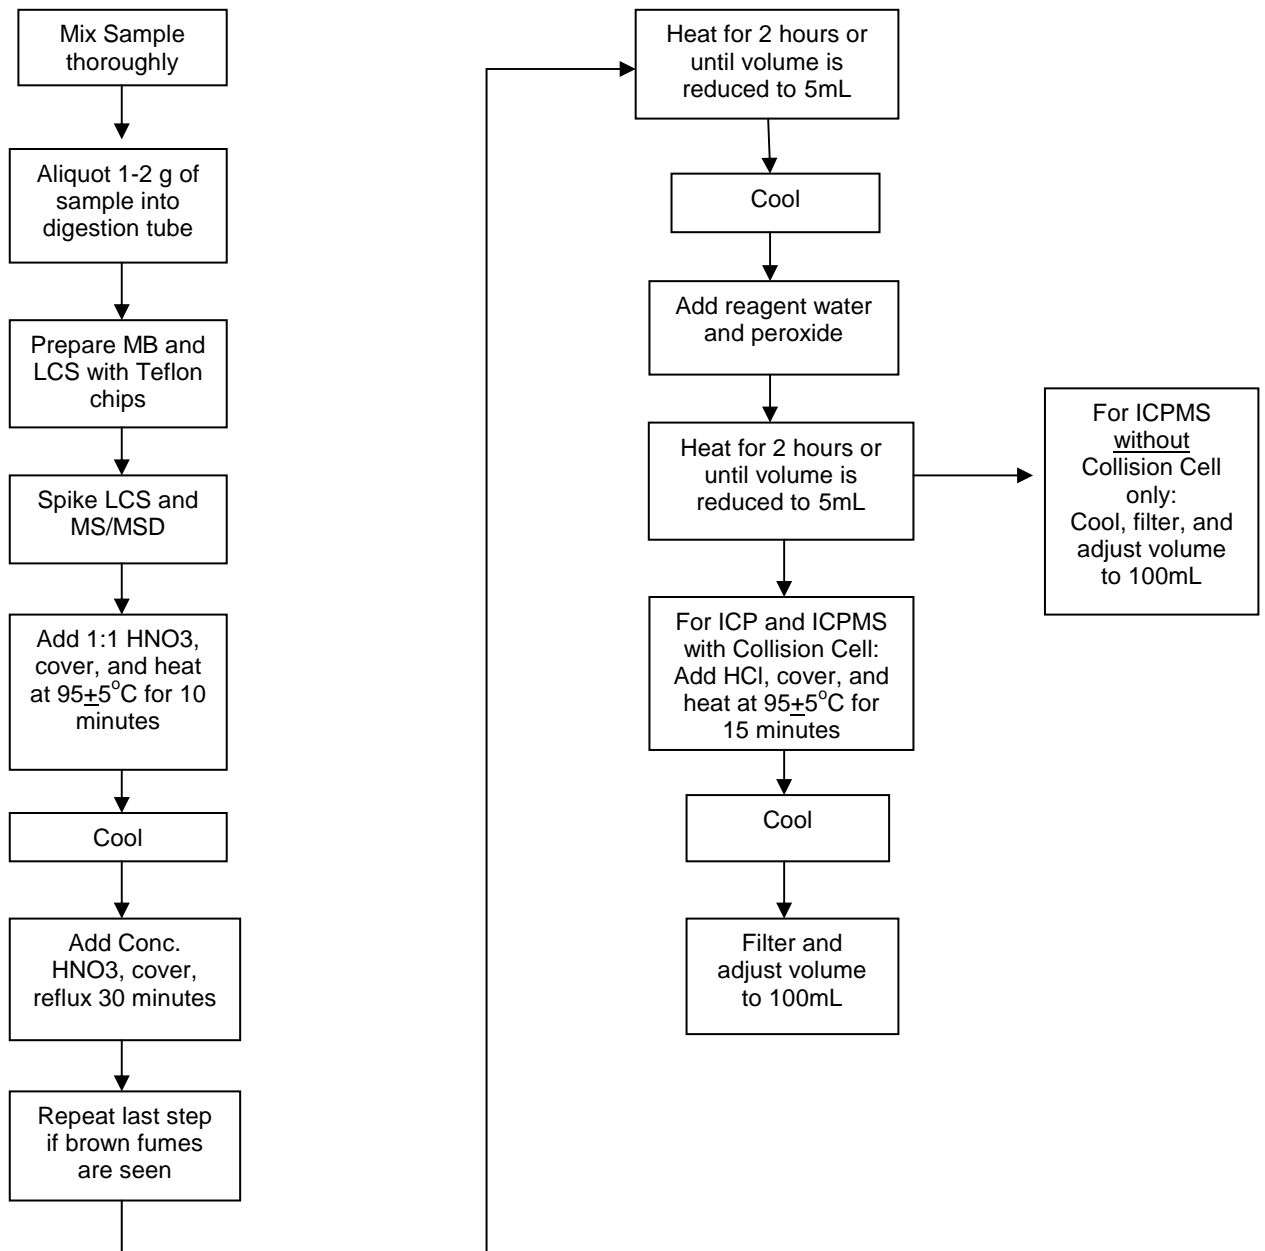 Mix Sample
thoroughly
Aliquot 1-2 g of
sample into
digestion tube
Prepare MB and
LCS with Teflon
chips
Spike LCS and
MS/MSD
Add 1:1 HNO3,
cover, and heat
at 95±5°C for 10
minutes
Cool
Add Conc.
HNO3, cover,
reflux 30 minutes
Repeat last step
if brown fumes
are seen
Heat for 2 hours or
until volume is
reduced to 5mL
Cool
Add reagent water
and peroxide
Heat for 2 hours or
until volume is
reduced to 5mL
For ICPMS
without
Collision Cell
only:
Cool, filter, and
adjust volume
to 100mL
For ICP and ICPMS
with Collision Cell:
Add HCl, cover, and
heat at 95±5°C for
15 minutes
Cool
Filter and
adjust volume
to 100mL